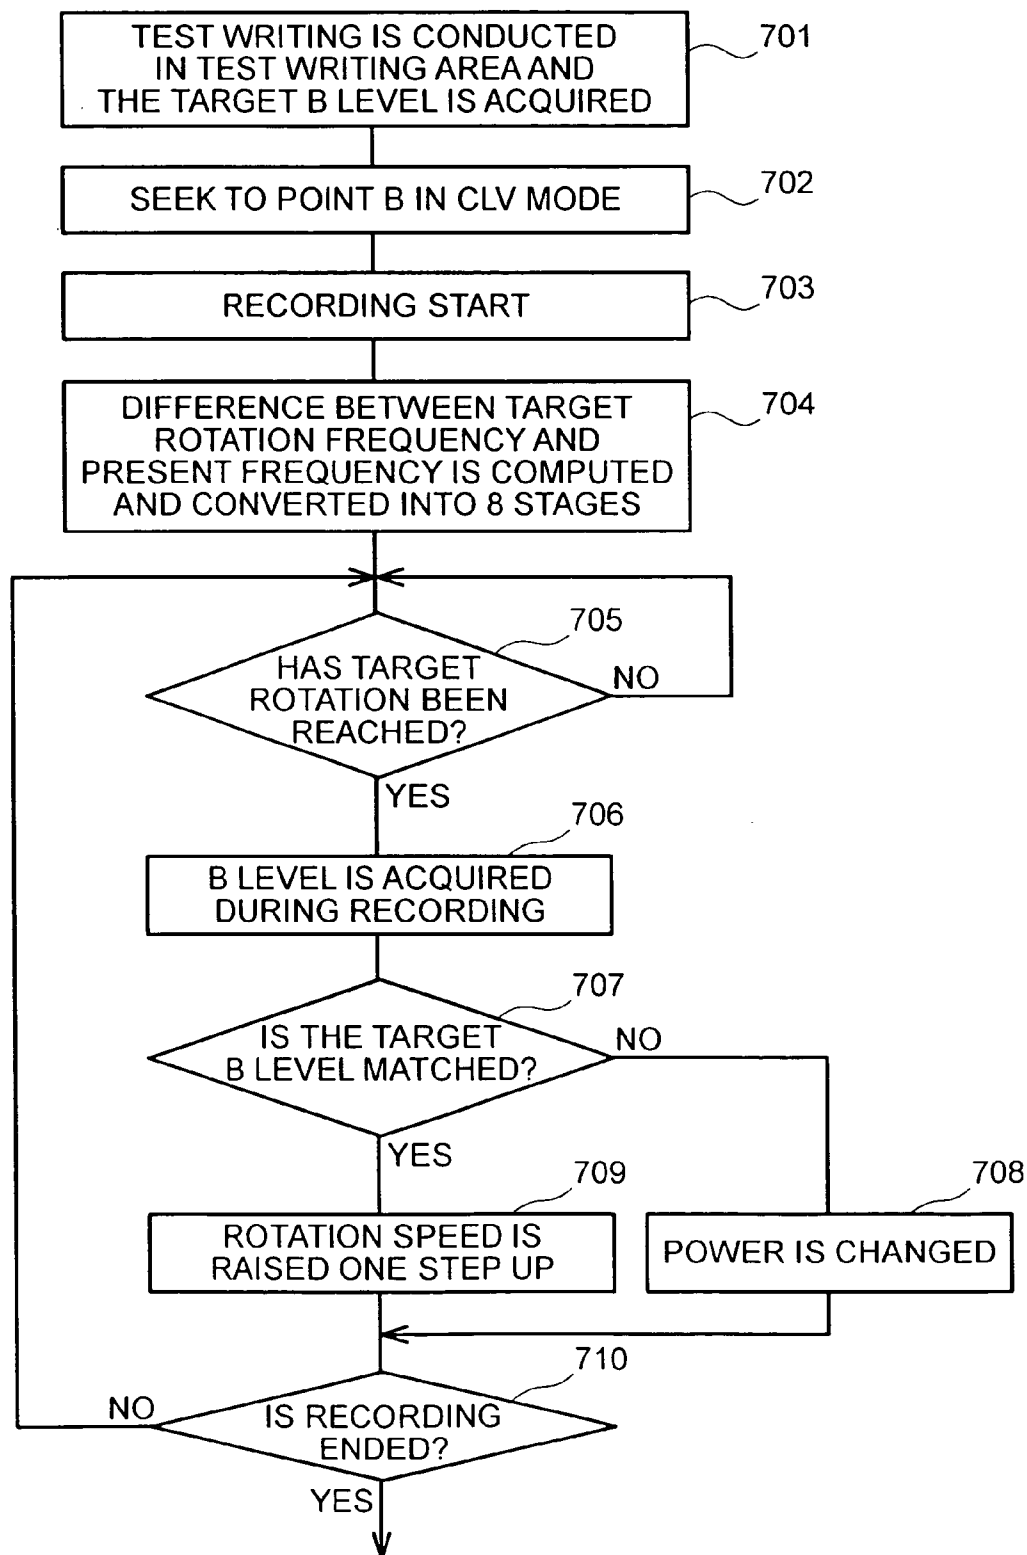 TEST WRITING IS CONDUCTED
IN TEST WRITING AREA AND
THE TARGET B LEVEL IS ACQUIRED
701
SEEK TO POINT B IN CLV MODE
702
RECORDING START
703
DIFFERENCE BETWEEN TARGET
ROTATION FREQUENCY AND
PRESENT FREQUENCY IS COMPUTED
AND CONVERTED INTO 8 STAGES
704
705
HAS TARGET
ROTATION BEEN
REACHED?
NO
YES
706
B LEVEL IS ACQUIRED
DURING RECORDING
707
IS THE TARGET
B LEVEL MATCHED?
NO
YES
709
ROTATION SPEED IS
RAISED ONE STEP UP
708
POWER IS CHANGED
710
IS RECORDING
ENDED?
NO
YES